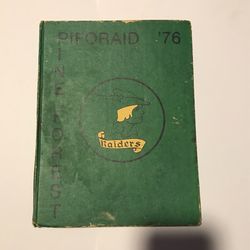 PIFORAID '76
PINE FOREST
Raiders